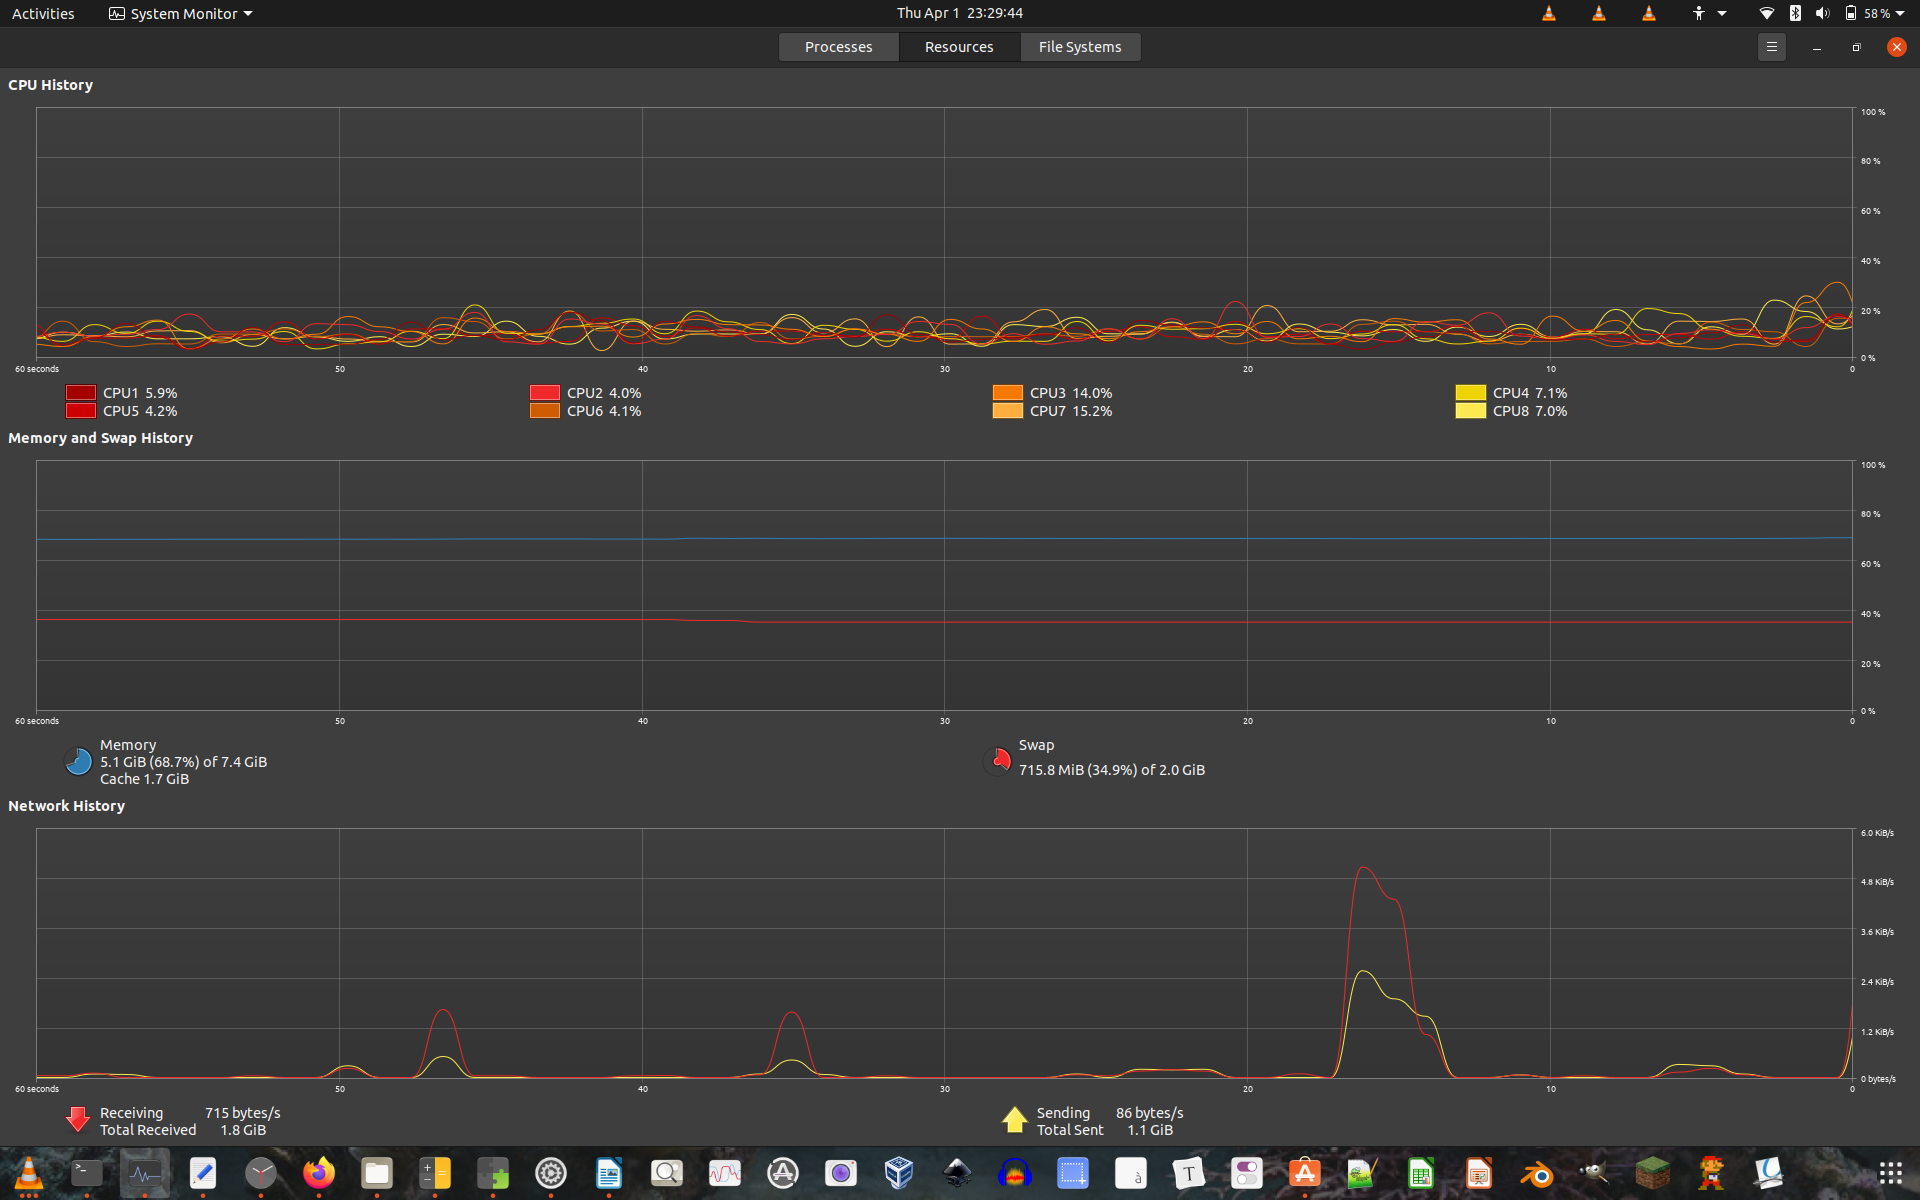 Activities System Monitor Thu Apr 1 23:29:44 58 %
Processes Resources File Systems
CPU History
100 %
80 %
60 %
40 %
20 %
0 %
60 seconds 50 40 30 20 10 0
CPU1 5.9% CPU2 4.0% CPU3 14.0% CPU4 7.1%
CPU5 4.2% CPU6 4.1% CPU7 15.2% CPU8 7.0%
Memory and Swap History
100 %
80 %
60 %
40 %
20 %
0 %
60 seconds 50 40 30 20 10 0
Memory
5.1 GiB (68.7%) of 7.4 GiB
Cache 1.7 GiB
Swap
715.8 MiB (34.9%) of 2.0 GiB
Network History
6.0 KiB/s
4.8 KiB/s
3.6 KiB/s
2.4 KiB/s
1.2 KiB/s
0 bytes/s
60 seconds 50 40 30 20 10 0
Receiving 715 bytes/s
Total Received 1.8 GiB
Sending 86 bytes/s
Total Sent 1.1 GiB